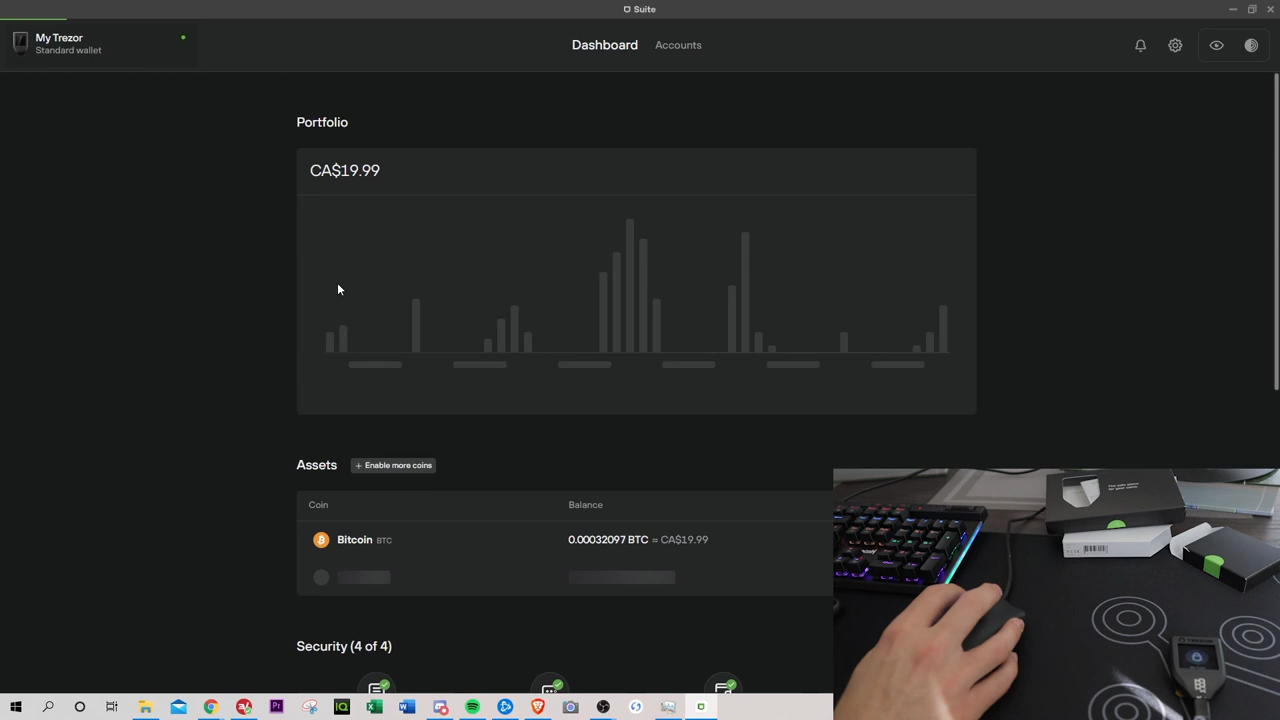 Suite
My Trezor
Standard wallet
Dashboard
Accounts
Portfolio
CA$19.99
Assets
+ Enable more coins
Coin
Balance
Bitcoin BTC
0.00032097 BTC ≈ CA$19.99
Security (4 of 4)
TREZOR